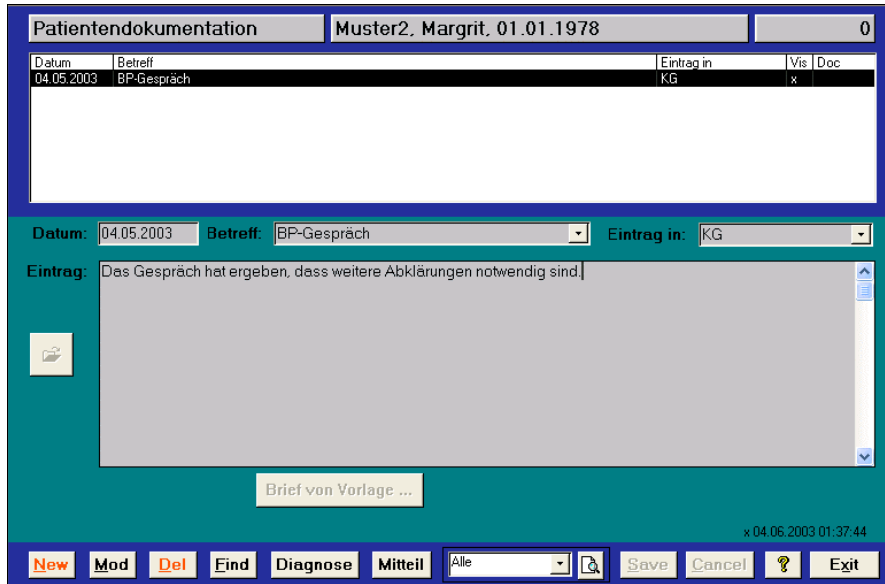 Patientendokumentation Muster2, Margrit, 01.01.1978 0
Datum Betreff Eintrag in Vis Doc
04.05.2003 BP-Gespräch KG x
Datum: 04.05.2003 Betreff: BP-Gespräch Eintrag in: KG
Eintrag: Das Gespräch hat ergeben, dass weitere Abklärungen notwendig sind.
Brief von Vorlage ...
x 04.06.2003 01:37:44
New Mod Del Find Diagnose Mitteil Alle Save Cancel ? Exit